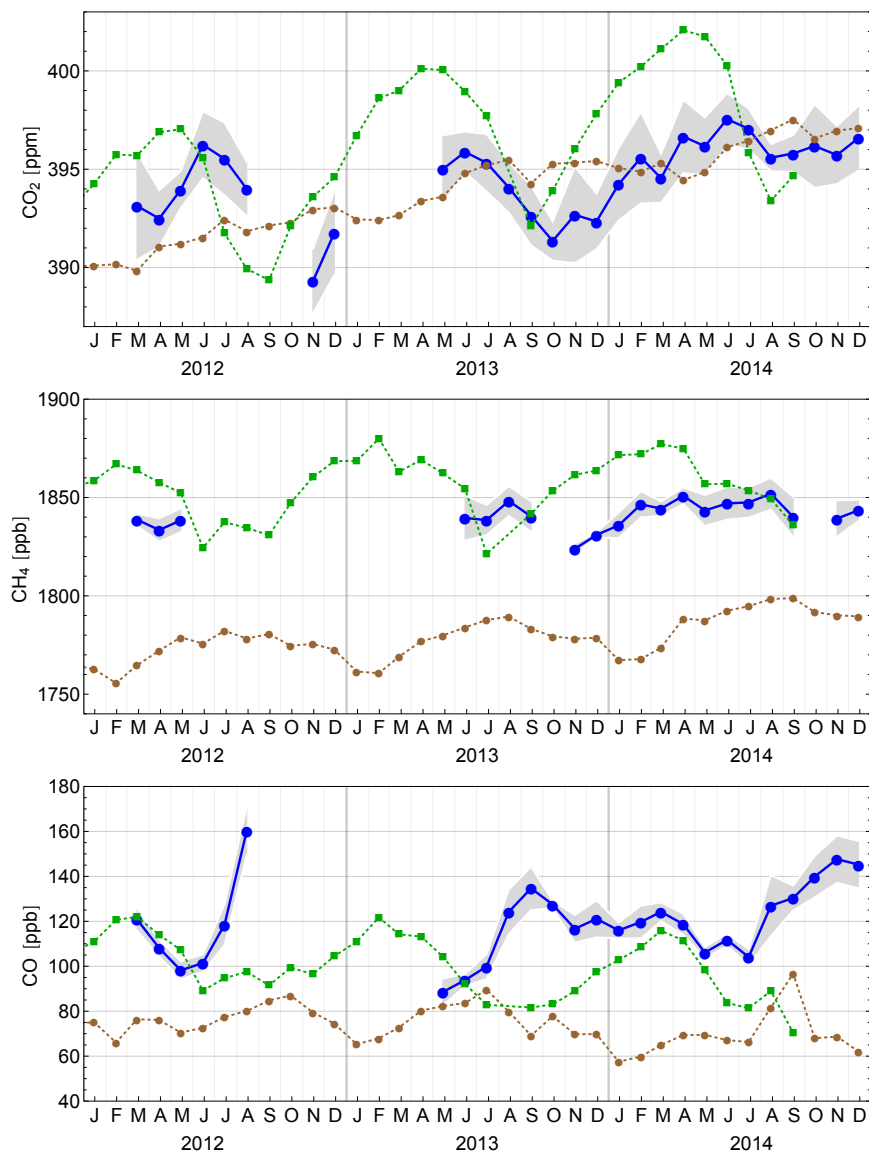 400
395
390
CO2 [ppm]
J F M A M J J A S O N D J F M A M J J A S O N D J F M A M J J A S O N D
2012 2013 2014
1900
1850
1800
1750
CH4 [ppb]
J F M A M J J A S O N D J F M A M J J A S O N D J F M A M J J A S O N D
2012 2013 2014
180
160
140
120
100
80
60
40
CO [ppb]
J F M A M J J A S O N D J F M A M J J A S O N D J F M A M J J A S O N D
2012 2013 2014